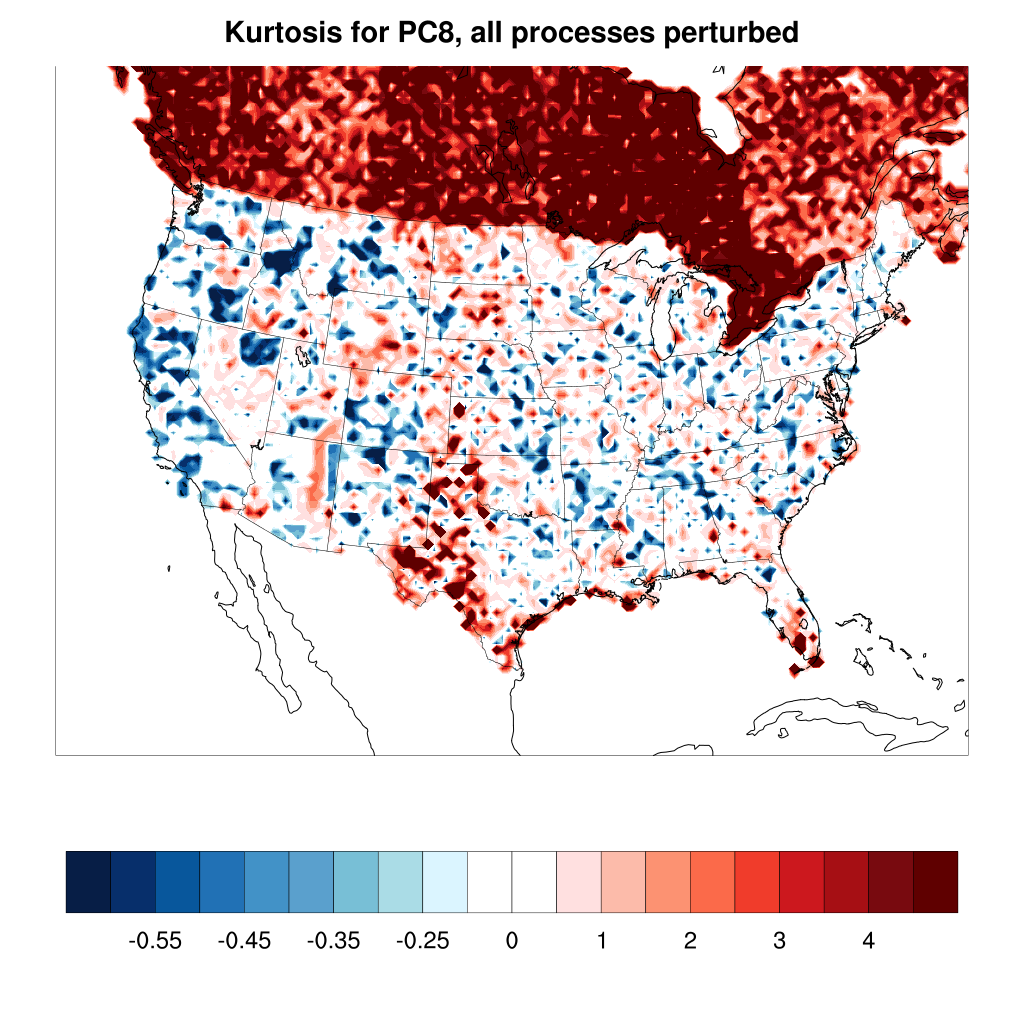 Kurtosis for PC8, all processes perturbed
-0.55 -0.45 -0.35 -0.25 0 1 2 3 4